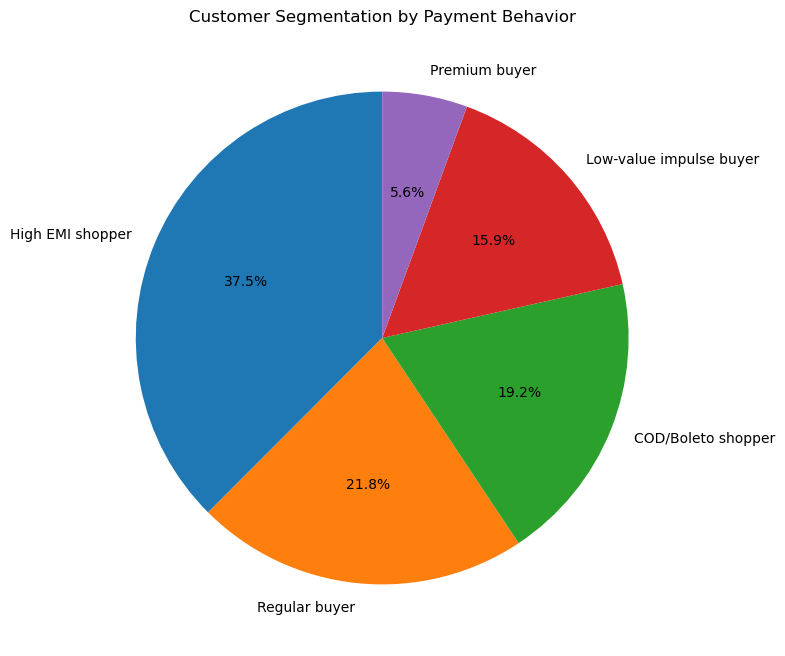 Customer Segmentation by Payment Behavior
Premium buyer
Low-value impulse buyer
5.6%
High EMI shopper
15.9%
37.5%
19.2%
COD/Boleto shopper
21.8%
Regular buyer